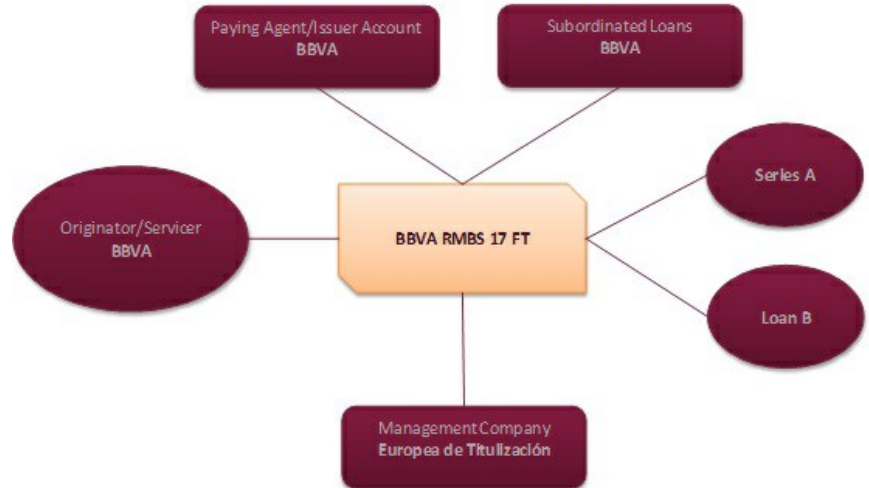 Paying Agent/Issuer Account
BBVA
Subordinated Loans
BBVA
Series A
Originator/Servicer
BBVA
BBVA RMBS 17 FT
Loan B
Management Company
Europea de Titulización